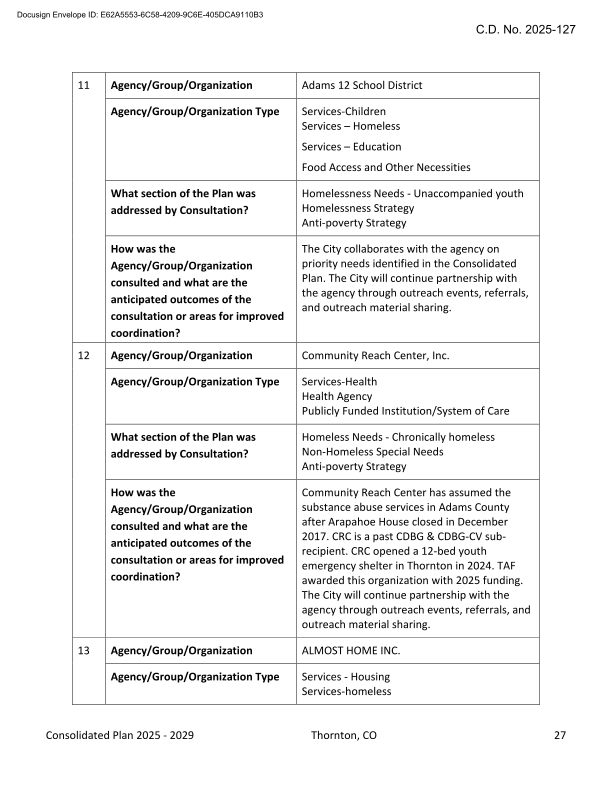 Docusign Envelope ID: E62A5553-6C58-4209-9C6E-405DCA9110B3
C.D. No. 2025-127
11
Agency/Group/Organization
Adams 12 School District
Agency/Group/Organization Type
Services-Children
Services – Homeless
Services – Education
Food Access and Other Necessities
What section of the Plan was
addressed by Consultation?
Homelessness Needs - Unaccompanied youth
Homelessness Strategy
Anti-poverty Strategy
How was the
Agency/Group/Organization
consulted and what are the
anticipated outcomes of the
consultation or areas for improved
coordination?
The City collaborates with the agency on
priority needs identified in the Consolidated
Plan. The City will continue partnership with
the agency through outreach events, referrals,
and outreach material sharing.
12
Agency/Group/Organization
Community Reach Center, Inc.
Agency/Group/Organization Type
Services-Health
Health Agency
Publicly Funded Institution/System of Care
What section of the Plan was
addressed by Consultation?
Homeless Needs - Chronically homeless
Non-Homeless Special Needs
Anti-poverty Strategy
How was the
Agency/Group/Organization
consulted and what are the
anticipated outcomes of the
consultation or areas for improved
coordination?
Community Reach Center has assumed the
substance abuse services in Adams County
after Arapahoe House closed in December
2017. CRC is a past CDBG & CDBG-CV sub-
recipient. CRC opened a 12-bed youth
emergency shelter in Thornton in 2024. TAF
awarded this organization with 2025 funding.
The City will continue partnership with the
agency through outreach events, referrals, and
outreach material sharing.
13
Agency/Group/Organization
ALMOST HOME INC.
Agency/Group/Organization Type
Services - Housing
Services-homeless
Consolidated Plan 2025 - 2029
Thornton, CO
27